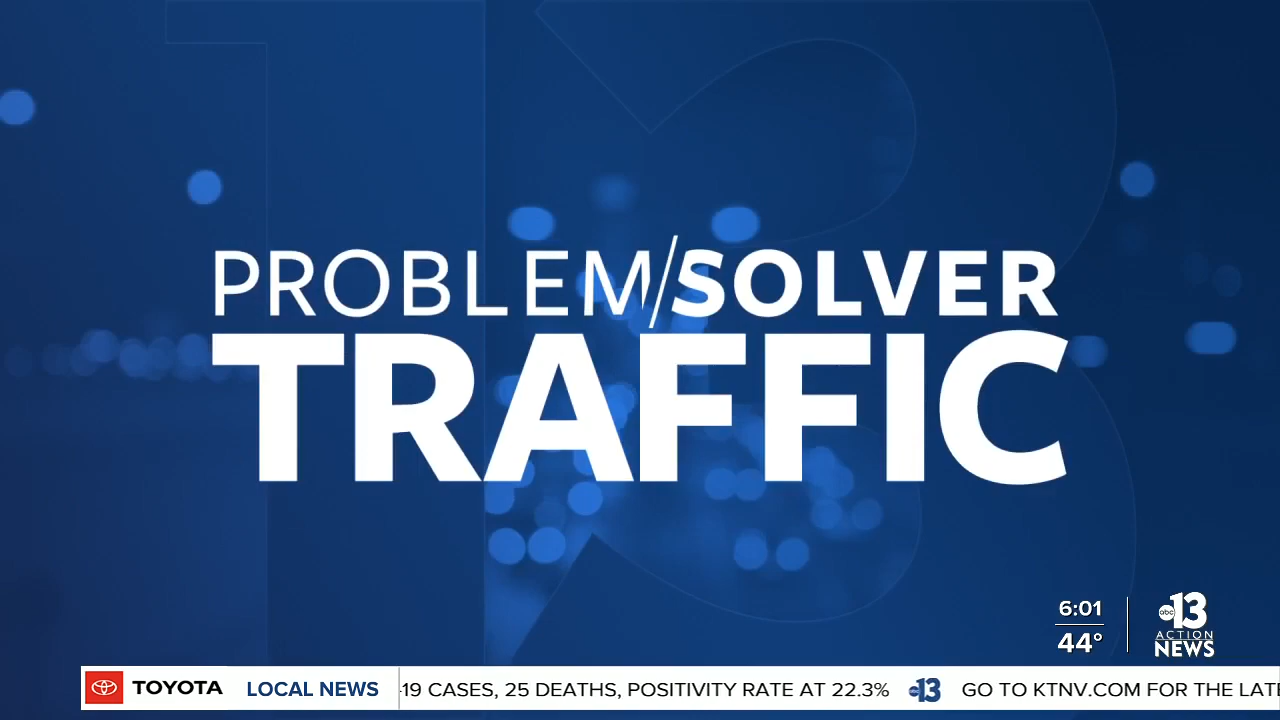 PROBLEM/SOLVER
TRAFFIC
6:01
44°
abc 13
ACTION
NEWS
TOYOTA LOCAL NEWS -19 CASES, 25 DEATHS, POSITIVITY RATE AT 22.3% abc 13 GO TO KTNV.COM FOR THE